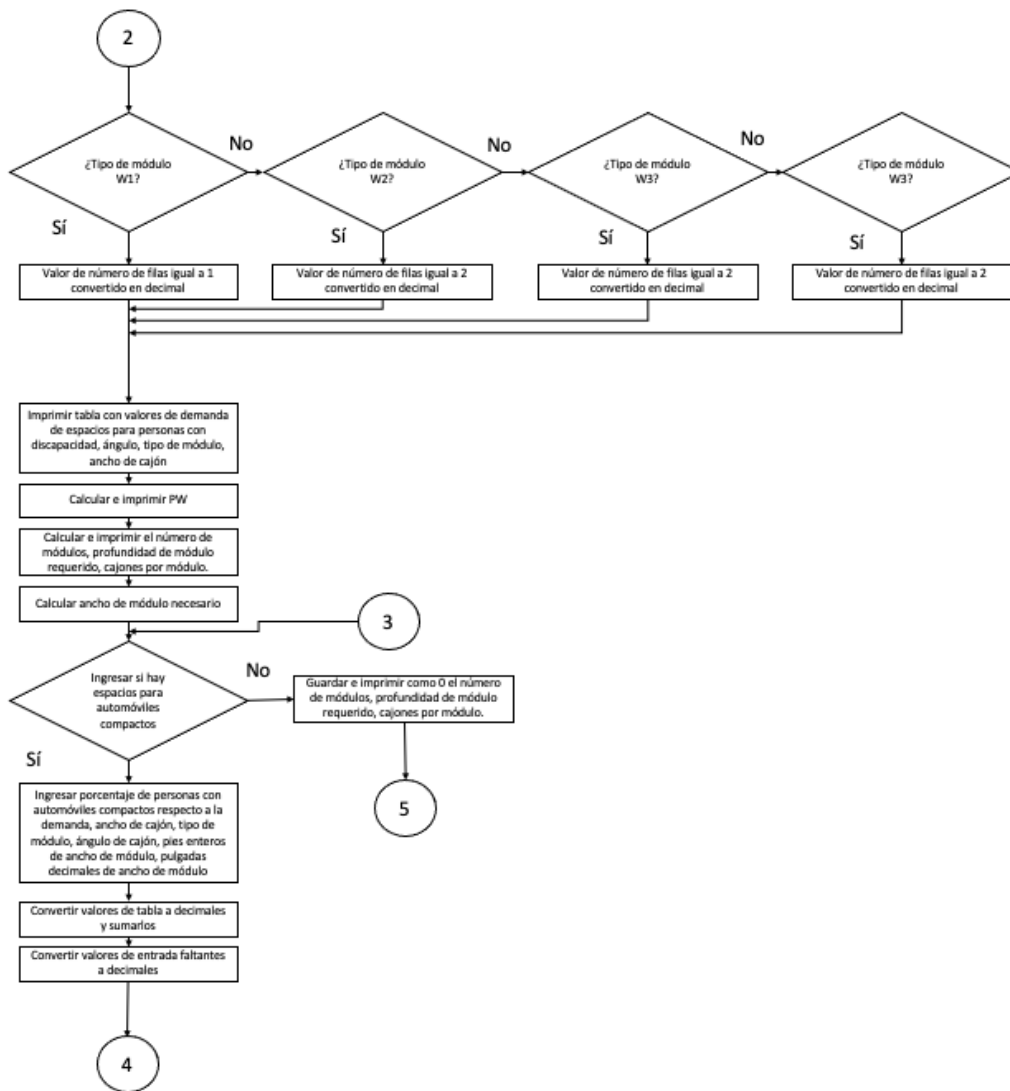 2
No
No
No
¿Tipo de módulo
W1?
¿Tipo de módulo
W2?
¿Tipo de módulo
W3?
¿Tipo de módulo
W3?
Sí
Sí
Sí
Sí
Valor de número de filas igual a 1
convertido en decimal
Valor de número de filas igual a 2
convertido en decimal
Valor de número de filas igual a 2
convertido en decimal
Valor de número de filas igual a 2
convertido en decimal
Imprimir tabla con valores de demanda
de espacios para personas con
discapacidad, ángulo, tipo de módulo,
ancho de cajón
Calcular e imprimir PW
Calcular e imprimir el número de
módulos, profundidad de módulo
requerido, cajones por módulo.
Calcular ancho de módulo necesario
3
Ingresar si hay
espacios para
automóviles
compactos
No
Guardar e imprimir como 0 el número
de módulos, profundidad de módulo
requerido, cajones por módulo.
Sí
5
Ingresar porcentaje de personas con
automóviles compactos respecto a la
demanda, ancho de cajón, tipo de
módulo, ángulo de cajón, pies enteros
de ancho de módulo, pulgadas
decimales de ancho de módulo
Convertir valores de tabla a decimales
y sumarlos
Convertir valores de entrada faltantes
a decimales
4